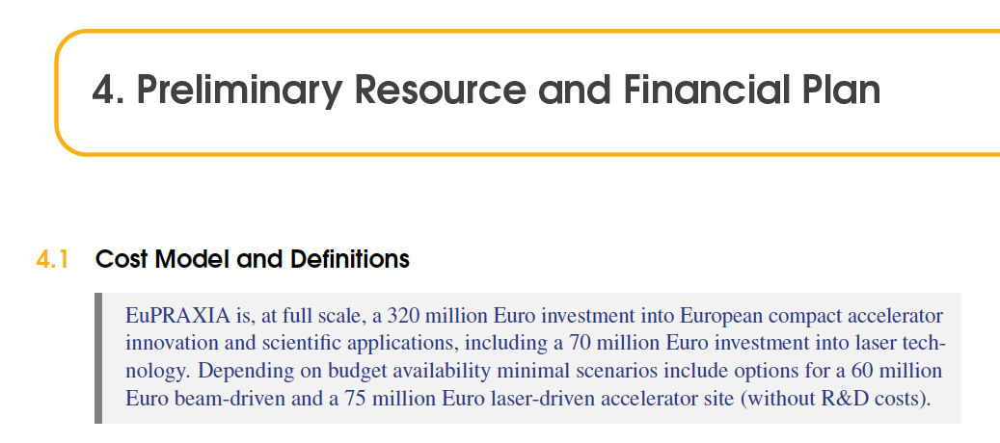 4. Preliminary Resource and Financial Plan
4.1 Cost Model and Definitions
EuPRAXIA is, at full scale, a 320 million Euro investment into European compact accelerator
innovation and scientific applications, including a 70 million Euro investment into laser tech-
nology. Depending on budget availability minimal scenarios include options for a 60 million
Euro beam-driven and a 75 million Euro laser-driven accelerator site (without R&D costs).